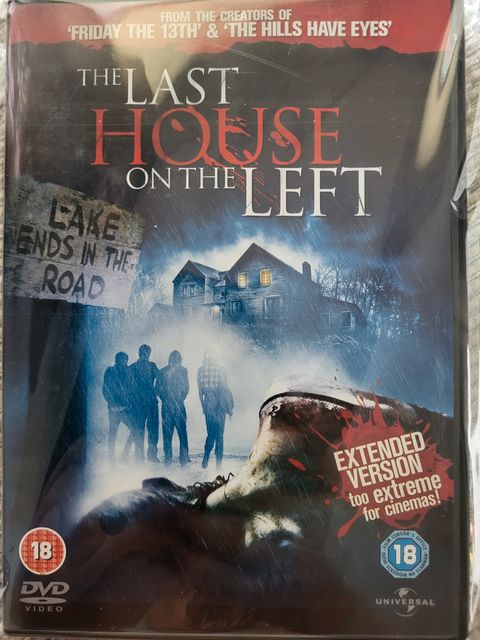 FROM THE CREATORS OF
'FRIDAY THE 13TH' & 'THE HILLS HAVE EYES'
THE LAST
HOUSE
ON THE LEFT
LAKE
ENDS IN THE
ROAD
EXTENDED
VERSION
too extreme
for cinemas!
18
DVD
VIDEO
18
UNIVERSAL